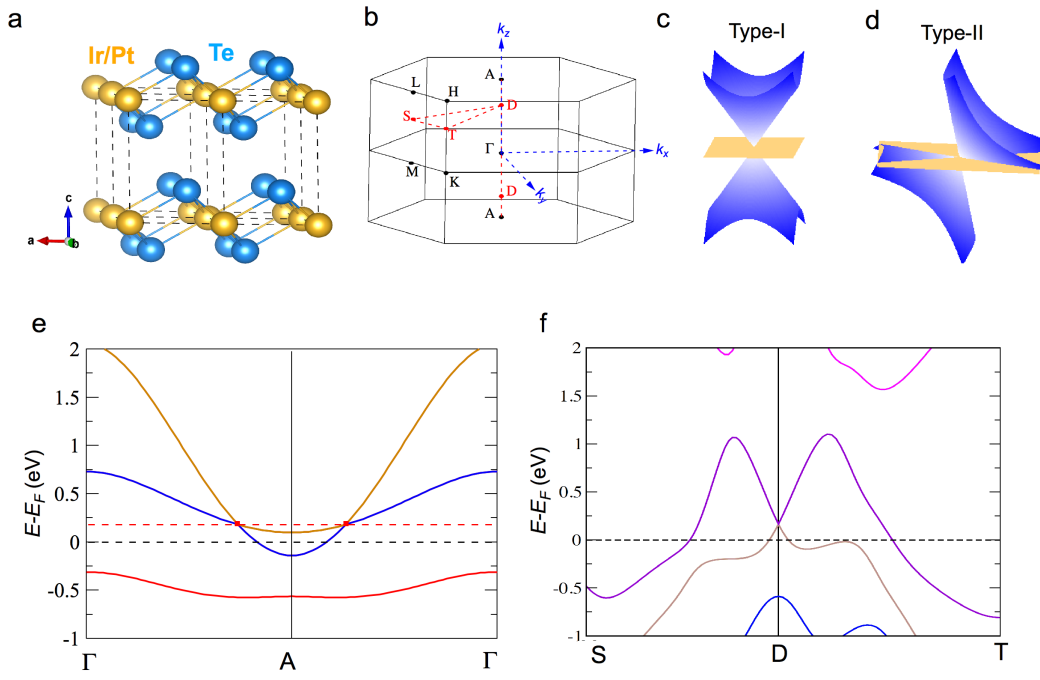 a
Ir/Pt
Te
c
a
b
b
k_z
A
L
H
D
S
T
Γ
k_x
M
K
k_y
D
A
c
Type-I
d
Type-II
e
2
1.5
1
0.5
0
-0.5
-1
E-E_F (eV)
Γ
A
Γ
f
2
1.5
1
0.5
0
-0.5
-1
E-E_F (eV)
S
D
T